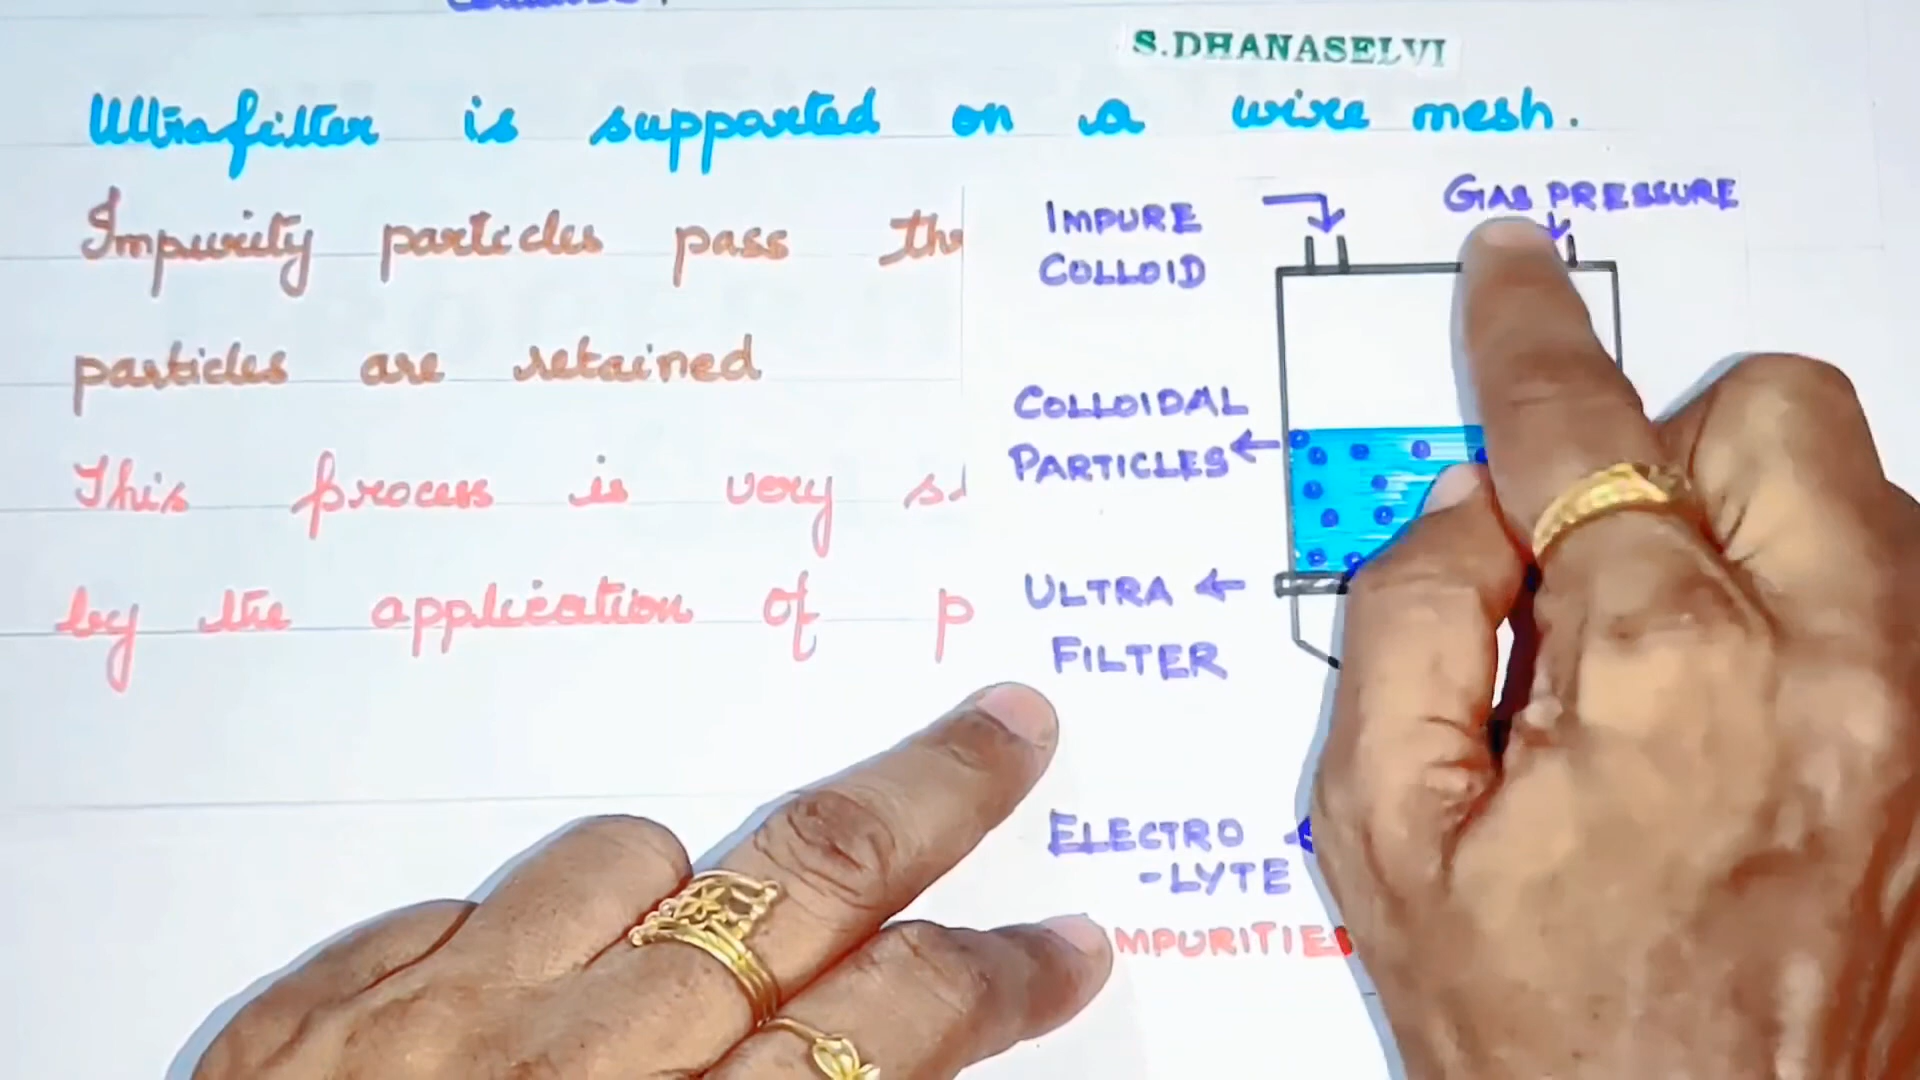 S.DHANASELVI
Ultrafilter is supported on a wire mesh.
Impurity particles pass
particles are retained
This process is very
by the application of
IMPURE
COLLOID
GAS PRESSURE
COLLOIDAL
PARTICLES
ULTRA
FILTER
ELECTRO
-LYTE
MPURITIES